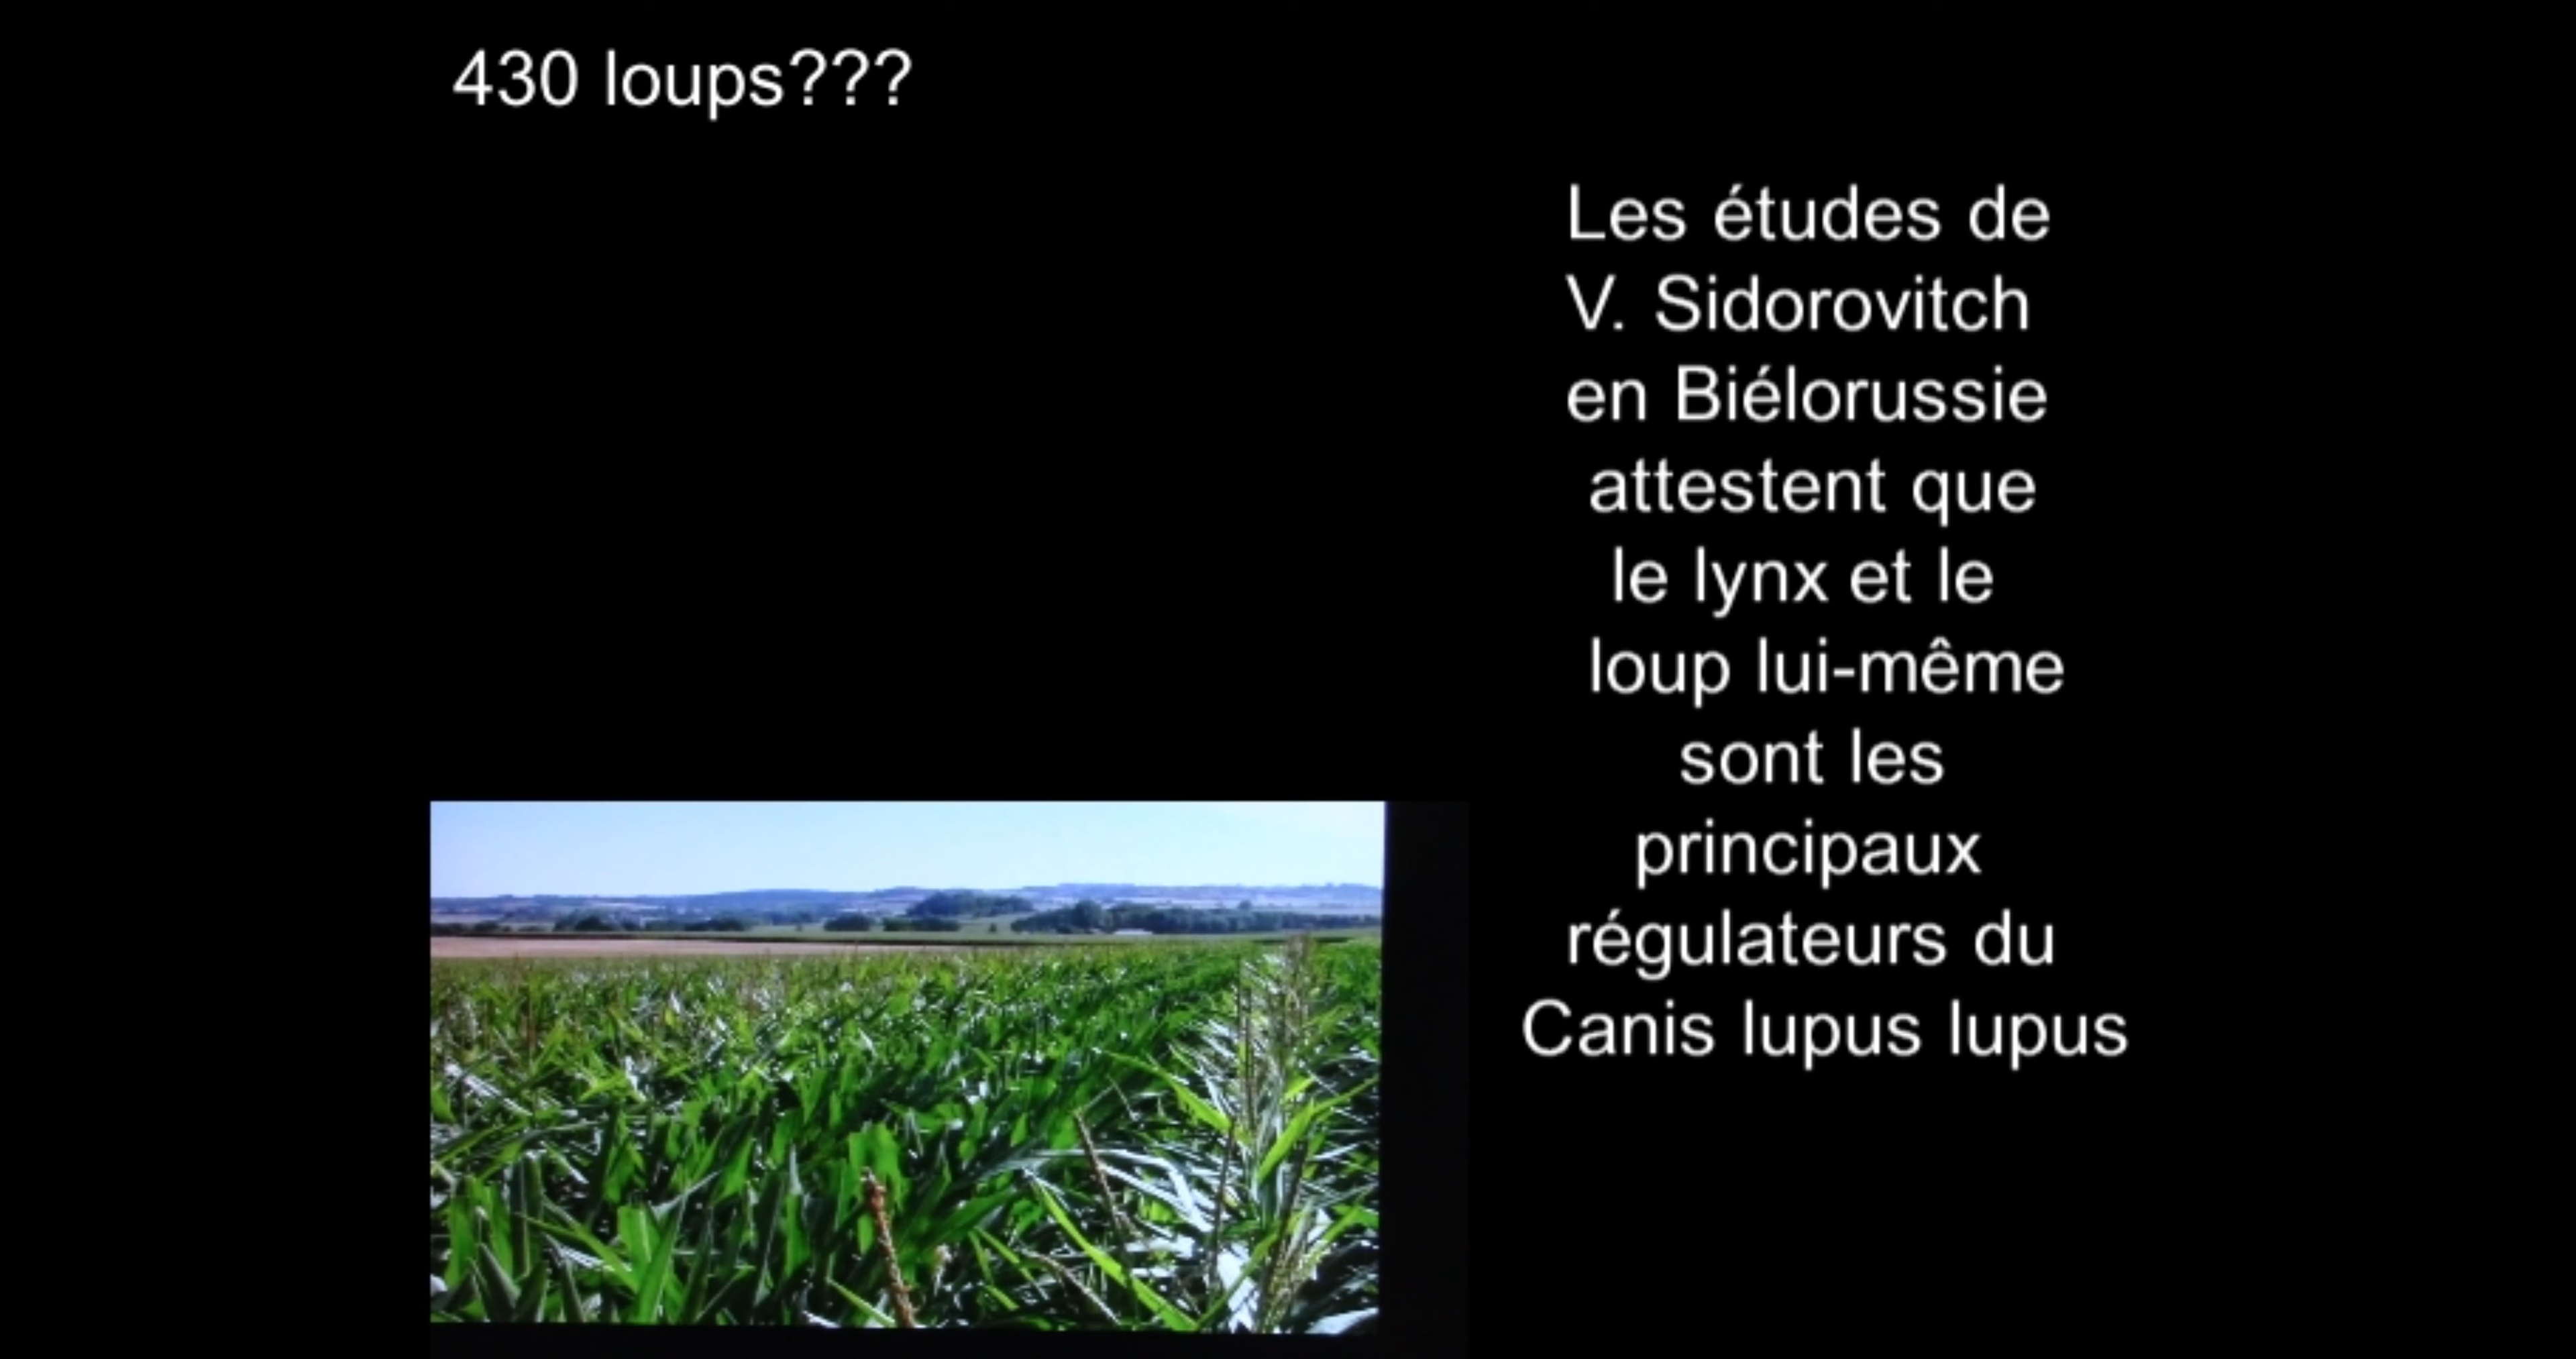 430 loups???
Les études de
V. Sidorovitch
en Biélorussie
attestent que
le lynx et le
loup lui-même
sont les
principaux
régulateurs du
Canis lupus lupus